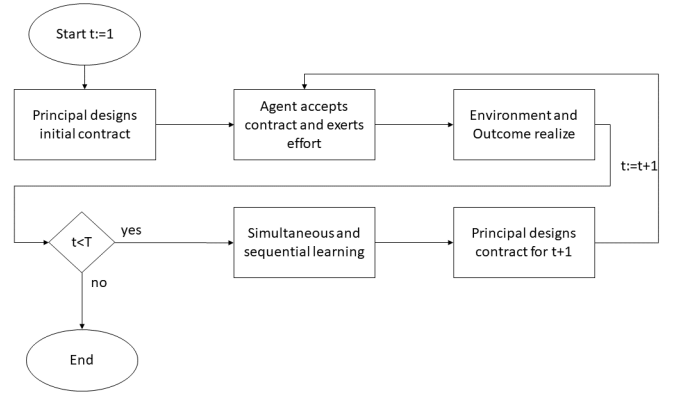 Start t:=1
Principal designs
initial contract
Agent accepts
contract and exerts
effort
Environment and
Outcome realize
t:=t+1
t<T
yes
Simultaneous and
sequential learning
Principal designs
contract for t+1
no
End